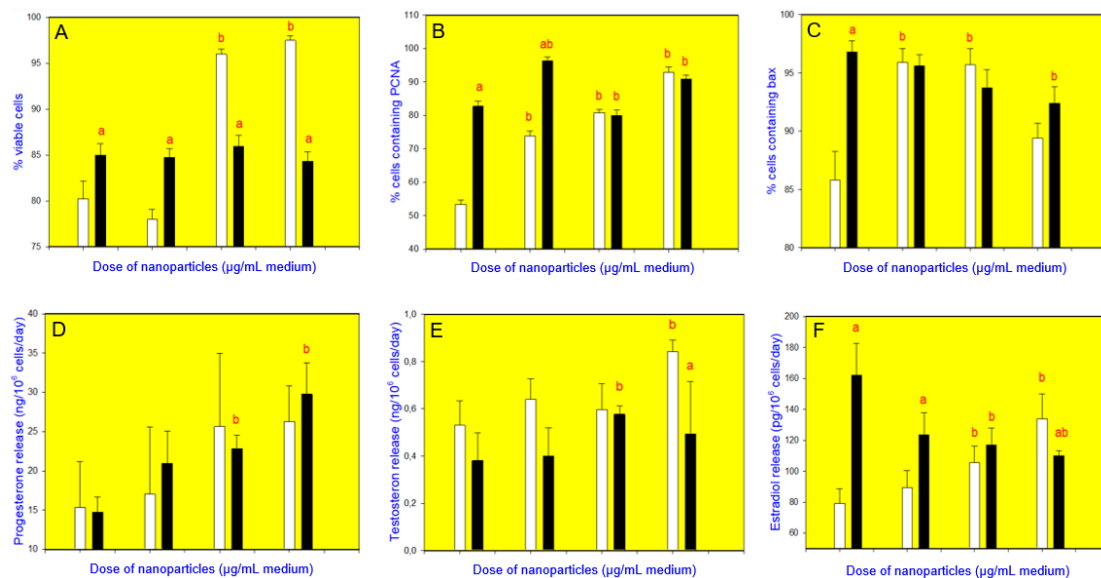 A
% viable cells
100
95
90
85
80
75
a
a
b
a
b
a
Dose of nanoparticles (µg/mL medium)
B
% cells containing PCNA
110
100
90
80
70
60
50
40
a
b
ab
b
b
b
b
Dose of nanoparticles (µg/mL medium)
C
% cells containing bax
100
95
90
85
80
a
b
b
b
Dose of nanoparticles (µg/mL medium)
D
Progesterone release (ng/10⁶ cells/day)
40
35
30
25
20
15
10
b
b
Dose of nanoparticles (µg/mL medium)
E
Testosteron release (ng/10⁶ cells/day)
1,0
0,8
0,6
0,4
0,2
0,0
b
b
a
Dose of nanoparticles (µg/mL medium)
F
Estradiol release (pg/10⁶ cells/day)
200
180
160
140
120
100
80
60
a
a
b
b
b
ab
Dose of nanoparticles (µg/mL medium)